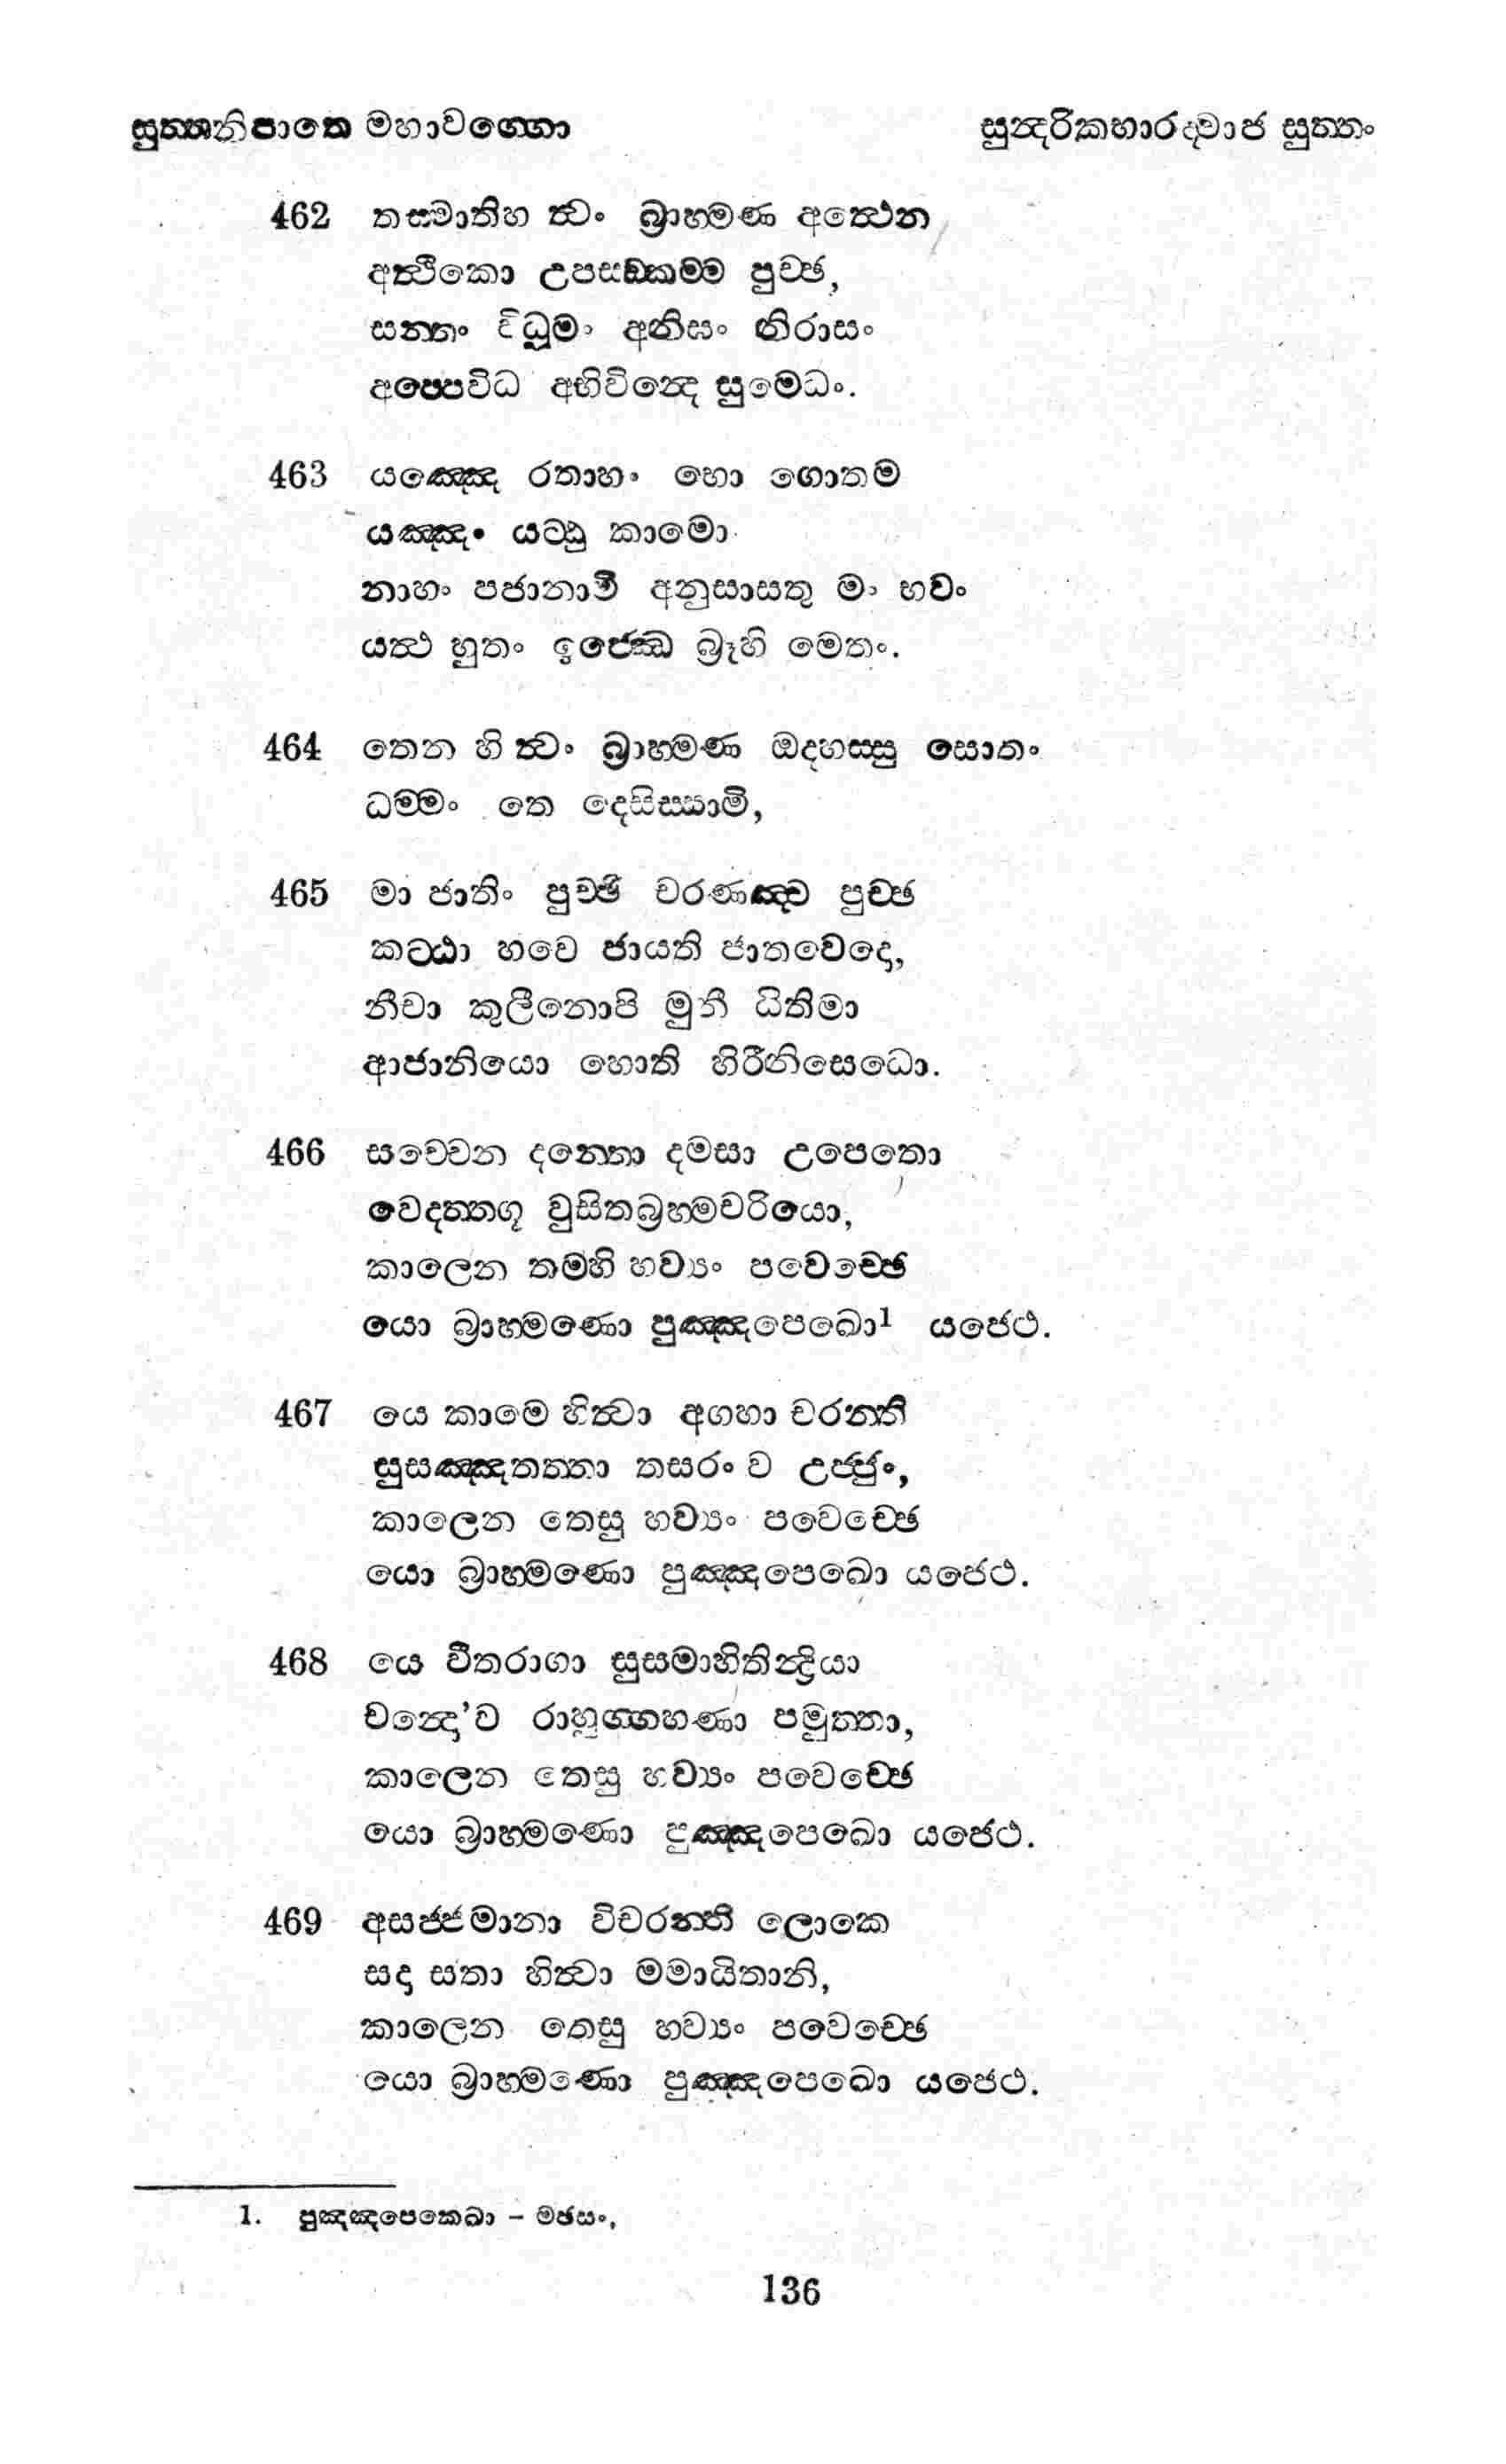 සුත්තනිපාතෙ මහාවග්ගො සුන්දරිකභාරද්වාජ සුත්තං
462 තස්මාතිහ ත්වං බ්‍රාහ්මණ අත්ථෙන
අත්ථිකො උපසඞ්කම්ම පුච්ඡ,
සන්තං විධූමං අනිඝං නිරාසං
අප්පෙවිධ අභිවින්දෙ සුමෙධං.
463 යඤ්ඤෙ රතාහං භො ගොතම
යඤ්ඤං යට්ඨු කාමො
නාහං පජානාමි අනුසාසතු මං භවං
යත්ථ හුතං ඉජ්ඣෙ බ්‍රූහි මෙතං.
464 තෙන හි ත්වං බ්‍රාහ්මණ ඔදහස්සු සොතං
ධම්මං තෙ දෙසිස්සාමි,
465 මා ජාතිං පුච්ඡි චරණඤ්ච පුච්ඡ
කට්ඨා හවෙ ජායති ජාතවෙදො,
නීචා කුලීනොපි මුනී ධිතිමා
ආජානියො හොති හිරීනිසෙධො.
466 සච්චෙන දන්තො දමසා උපෙතො
වෙදන්තගූ වුසිතබ්‍රහ්මචරියො,
කාලෙන තම්හි හව්‍යං පවෙච්ඡෙ
යො බ්‍රාහ්මණො පුඤ්ඤපෙඛො1 යජෙථ.
467 යෙ කාමෙ හිත්වා අගහා චරන්ති
සුසඤ්ඤතත්තා තසරං ව උජ්ජුං,
කාලෙන තෙසු හව්‍යං පවෙච්ඡෙ
යො බ්‍රාහ්මණො පුඤ්ඤපෙඛො යජෙථ.
468 යෙ වීතරාගා සුසමාහිතින්ද්‍රියා
චන්දො'ව රාහුග්ගහණා පමුත්තා,
කාලෙන තෙසු හව්‍යං පවෙච්ඡෙ
යො බ්‍රාහ්මණො පුඤ්ඤපෙඛො යජෙථ.
469 අසජ්ජමානා විචරන්ති ලොකෙ
සදා සතා හිත්වා මමායිතානි,
කාලෙන තෙසු හව්‍යං පවෙච්ඡෙ
යො බ්‍රාහ්මණො පුඤ්ඤපෙඛො යජෙථ.
1. පුඤ්ඤපෙක්ඛො – මඡසං,
136